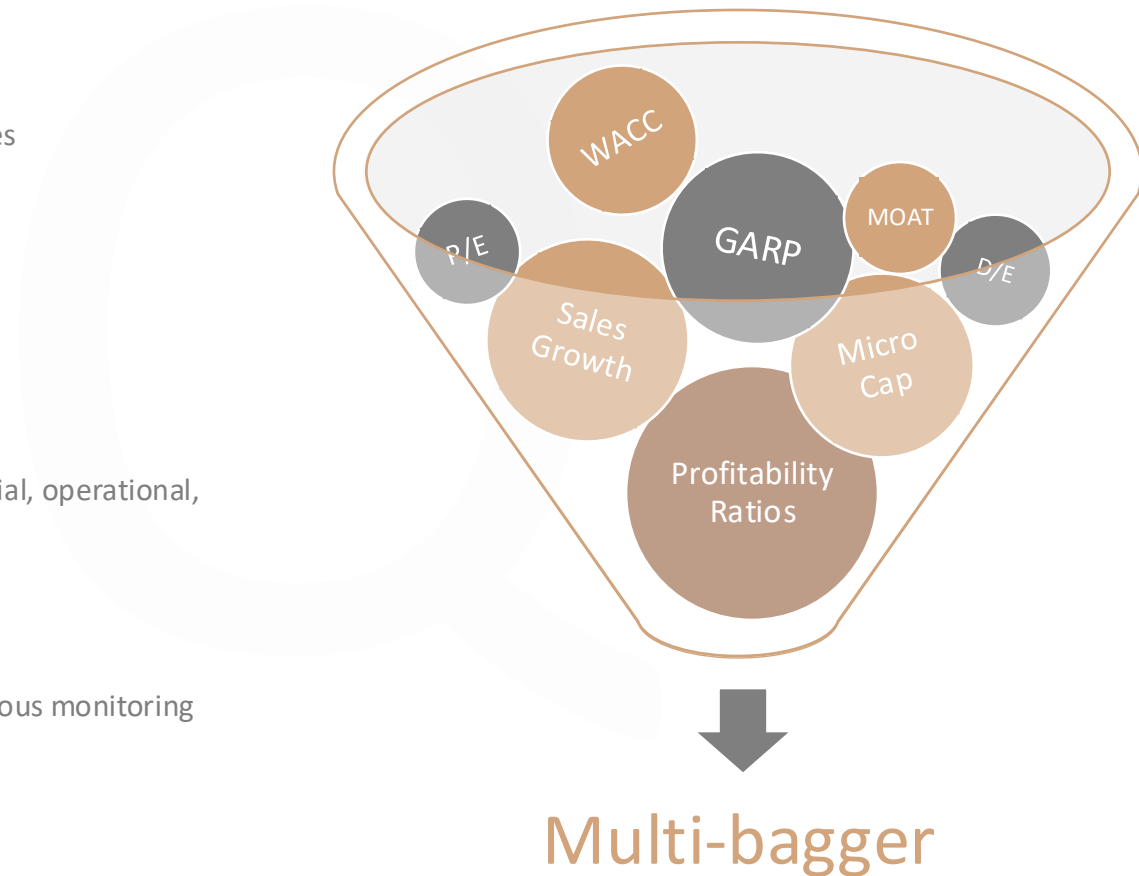 es
ial, operational,
ous monitoring
WACC
MOAT
P/E
GARP
D/E
Sales
Growth
Micro
Cap
Profitability
Ratios
Multi-bagger